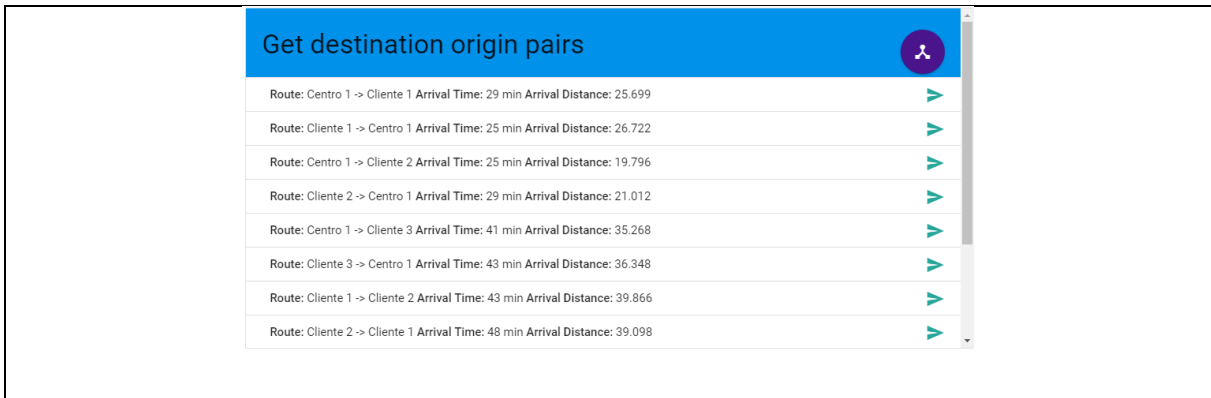 Get destination origin pairs
Route: Centro 1 -> Cliente 1 Arrival Time: 29 min Arrival Distance: 25.699
Route: Cliente 1 -> Centro 1 Arrival Time: 25 min Arrival Distance: 26.722
Route: Centro 1 -> Cliente 2 Arrival Time: 25 min Arrival Distance: 19.796
Route: Cliente 2 -> Centro 1 Arrival Time: 29 min Arrival Distance: 21.012
Route: Centro 1 -> Cliente 3 Arrival Time: 41 min Arrival Distance: 35.268
Route: Cliente 3 -> Centro 1 Arrival Time: 43 min Arrival Distance: 36.348
Route: Cliente 1 -> Cliente 2 Arrival Time: 43 min Arrival Distance: 39.866
Route: Cliente 2 -> Cliente 1 Arrival Time: 48 min Arrival Distance: 39.098